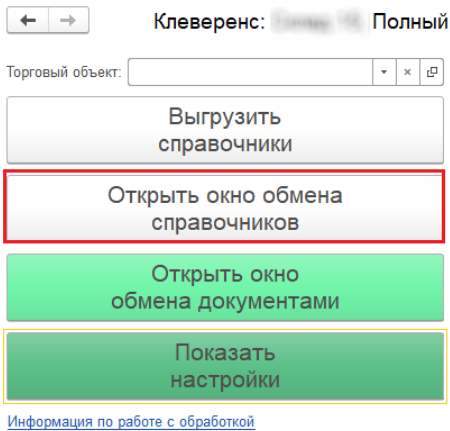 Клеверенс: Полный
Торговый объект:
Выгрузить
справочники
Открыть окно обмена
справочников
Открыть окно
обмена документами
Показать
настройки
Информация по работе с обработкой